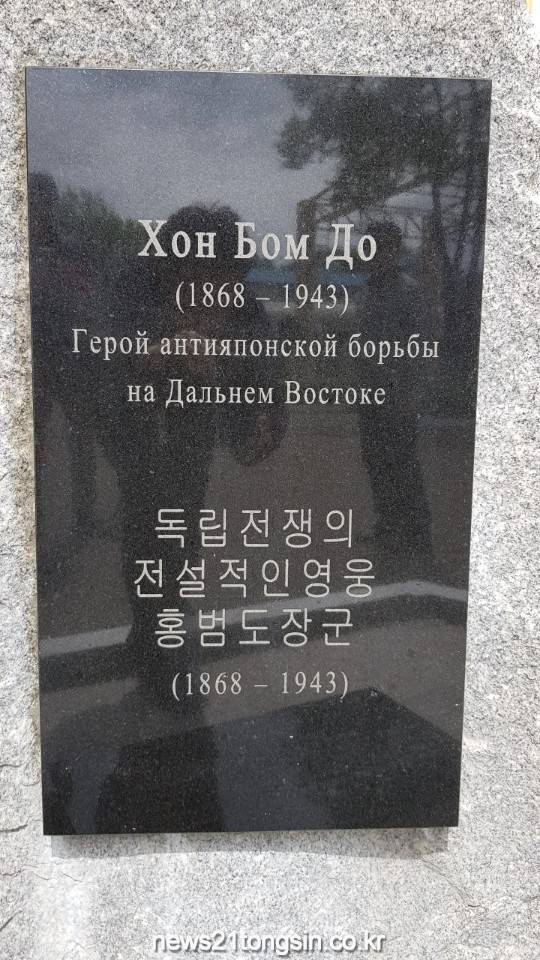 Хон Бом До
(1868 – 1943)
Герой антияпонской борьбы
на Дальнем Востоке
독립전쟁의
전설적인영웅
홍범도장군
(1868 – 1943)
news21tongsin.co.kr